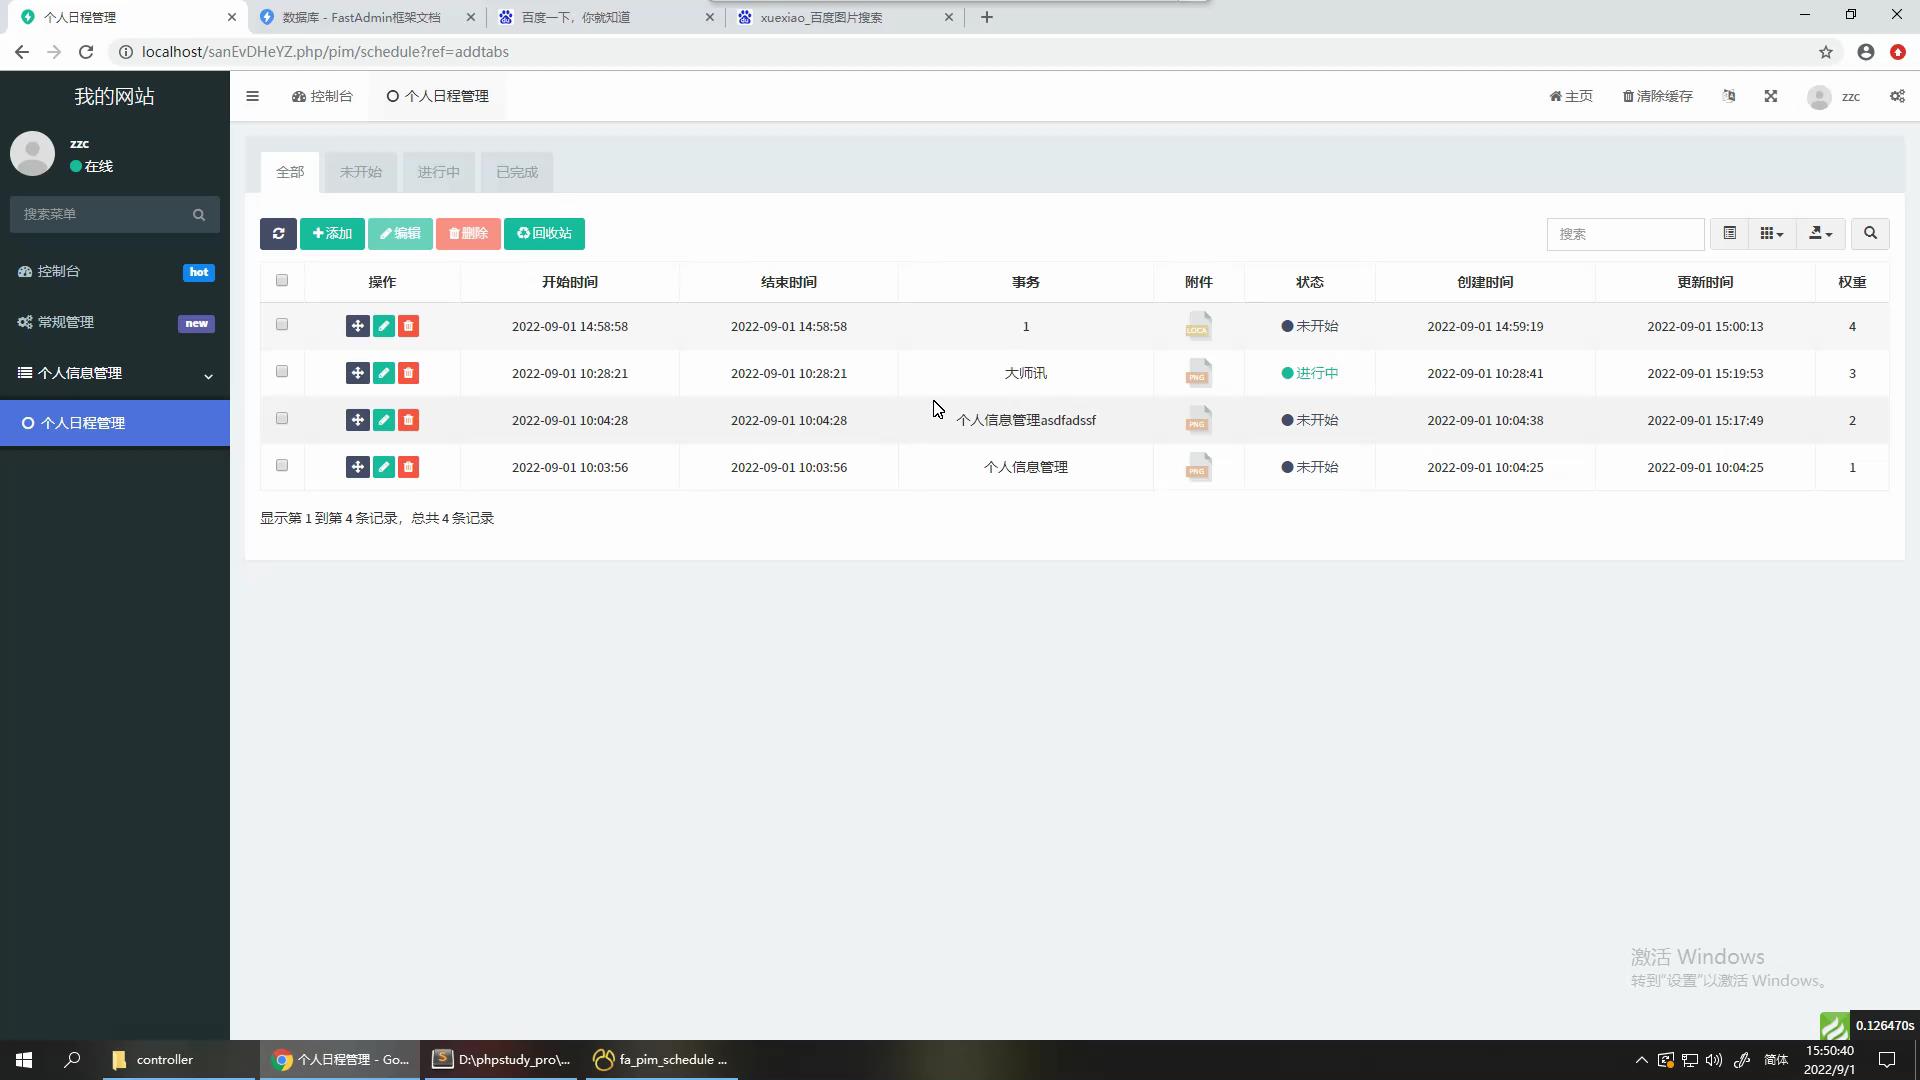 个人日程管理
数据库 - FastAdmin框架文档
百度一下，你就知道
xuexiao_百度图片搜索
localhost/sanEvDHeYZ.php/pim/schedule?ref=addtabs
我的网站
控制台
个人日程管理
主页
清除缓存
zzc
zzc
在线
搜索菜单
控制台 hot
常规管理 new
个人信息管理
个人日程管理
全部 未开始 进行中 已完成
添加 编辑 删除 回收站
搜索
操作 开始时间 结束时间 事务 附件 状态 创建时间 更新时间 权重
2022-09-01 14:58:58 2022-09-01 14:58:58 1 LOCA 未开始 2022-09-01 14:59:19 2022-09-01 15:00:13 4
2022-09-01 10:28:21 2022-09-01 10:28:21 大师讯 PNG 进行中 2022-09-01 10:28:41 2022-09-01 15:19:53 3
2022-09-01 10:04:28 2022-09-01 10:04:28 个人信息管理asdfadssf PNG 未开始 2022-09-01 10:04:38 2022-09-01 15:17:49 2
2022-09-01 10:03:56 2022-09-01 10:03:56 个人信息管理 PNG 未开始 2022-09-01 10:04:25 2022-09-01 10:04:25 1
显示第 1 到第 4 条记录，总共 4 条记录
激活 Windows
转到"设置"以激活 Windows。
0.126470s
controller
个人日程管理 - Go...
D:\phpstudy_pro\...
fa_pim_schedule ...
简体
15:50:40
2022/9/1